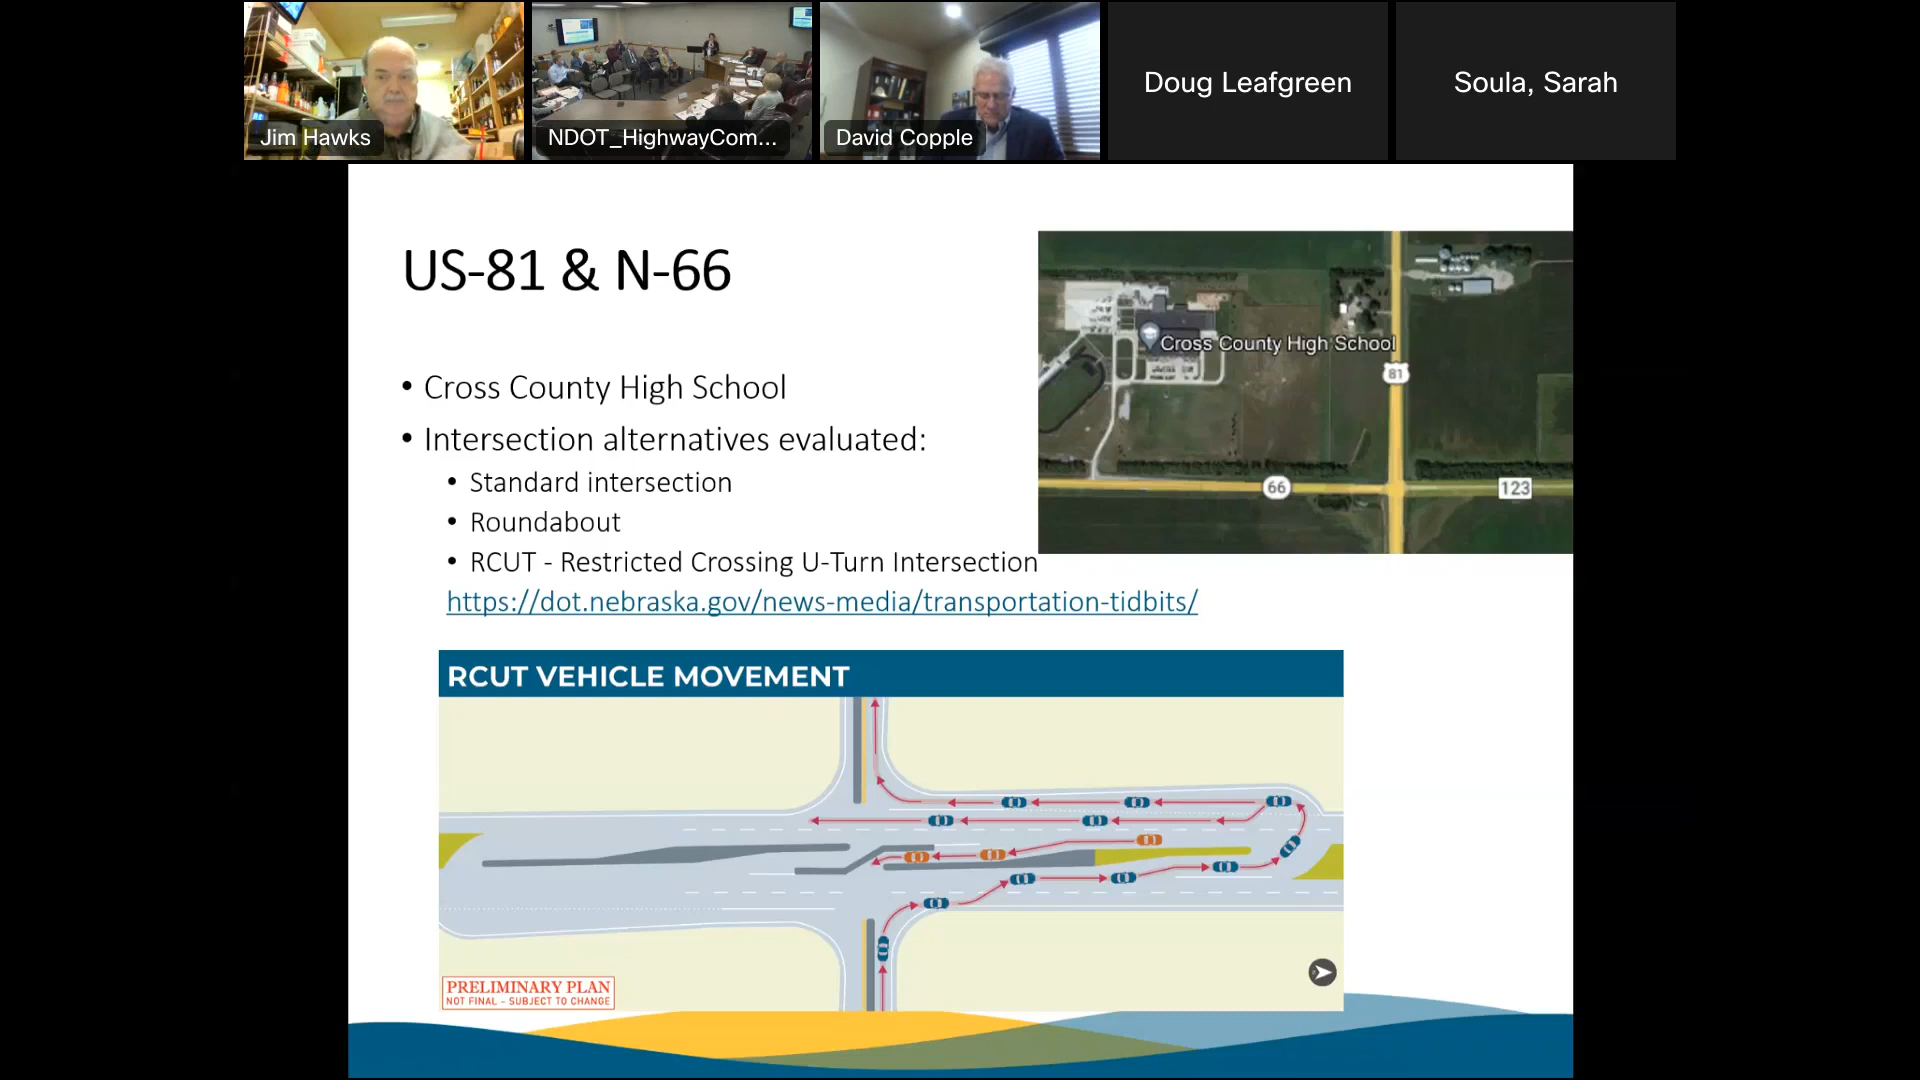 Jim Hawks
NDOT_HighwayCom...
David Copple
Doug Leafgreen
Soula, Sarah
US-81 & N-66
• Cross County High School
• Intersection alternatives evaluated:
• Standard intersection
• Roundabout
• RCUT - Restricted Crossing U-Turn Intersection
https://dot.nebraska.gov/news-media/transportation-tidbits/
Cross County High School
81
66
123
RCUT VEHICLE MOVEMENT
PRELIMINARY PLAN
NOT FINAL - SUBJECT TO CHANGE